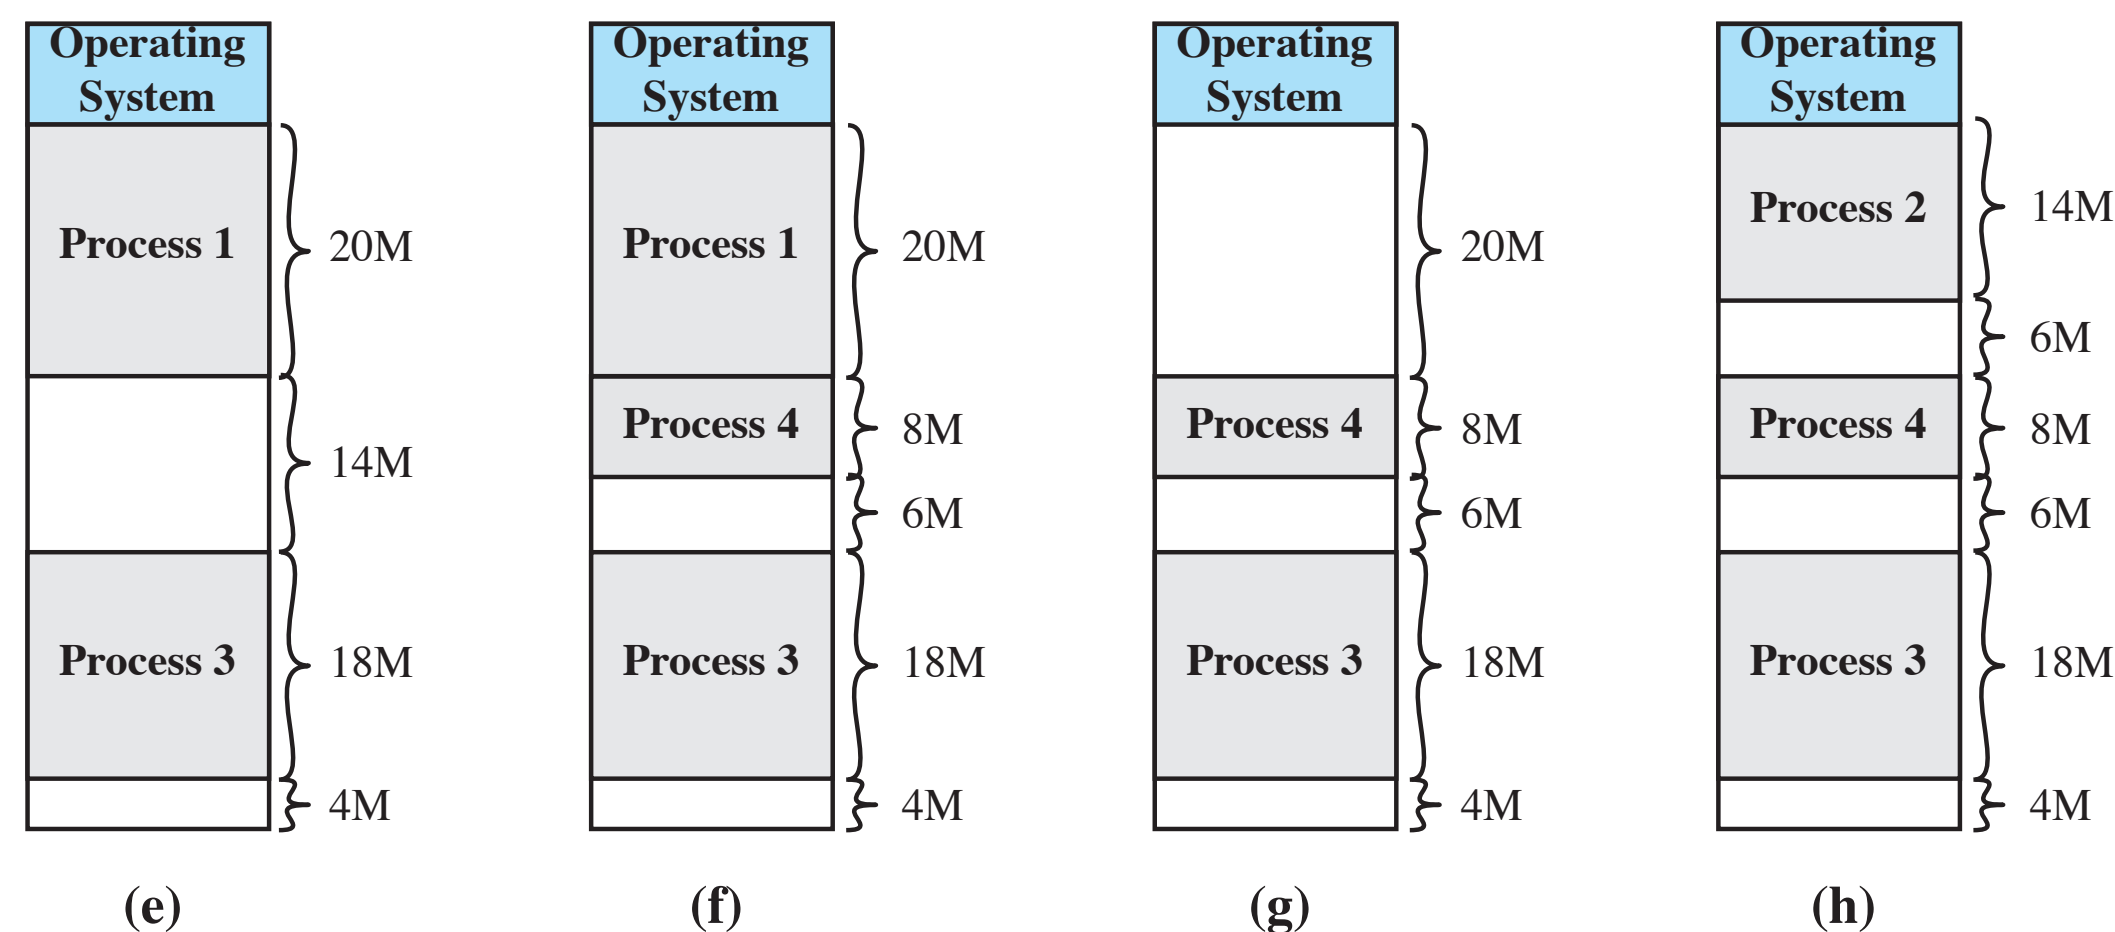 Operating
System
Process 1
20M
14M
Process 3
18M
4M
(e)
Operating
System
Process 1
20M
Process 4
8M
6M
Process 3
18M
4M
(f)
Operating
System
20M
Process 4
8M
6M
Process 3
18M
4M
(g)
Operating
System
Process 2
14M
6M
Process 4
8M
6M
Process 3
18M
4M
(h)